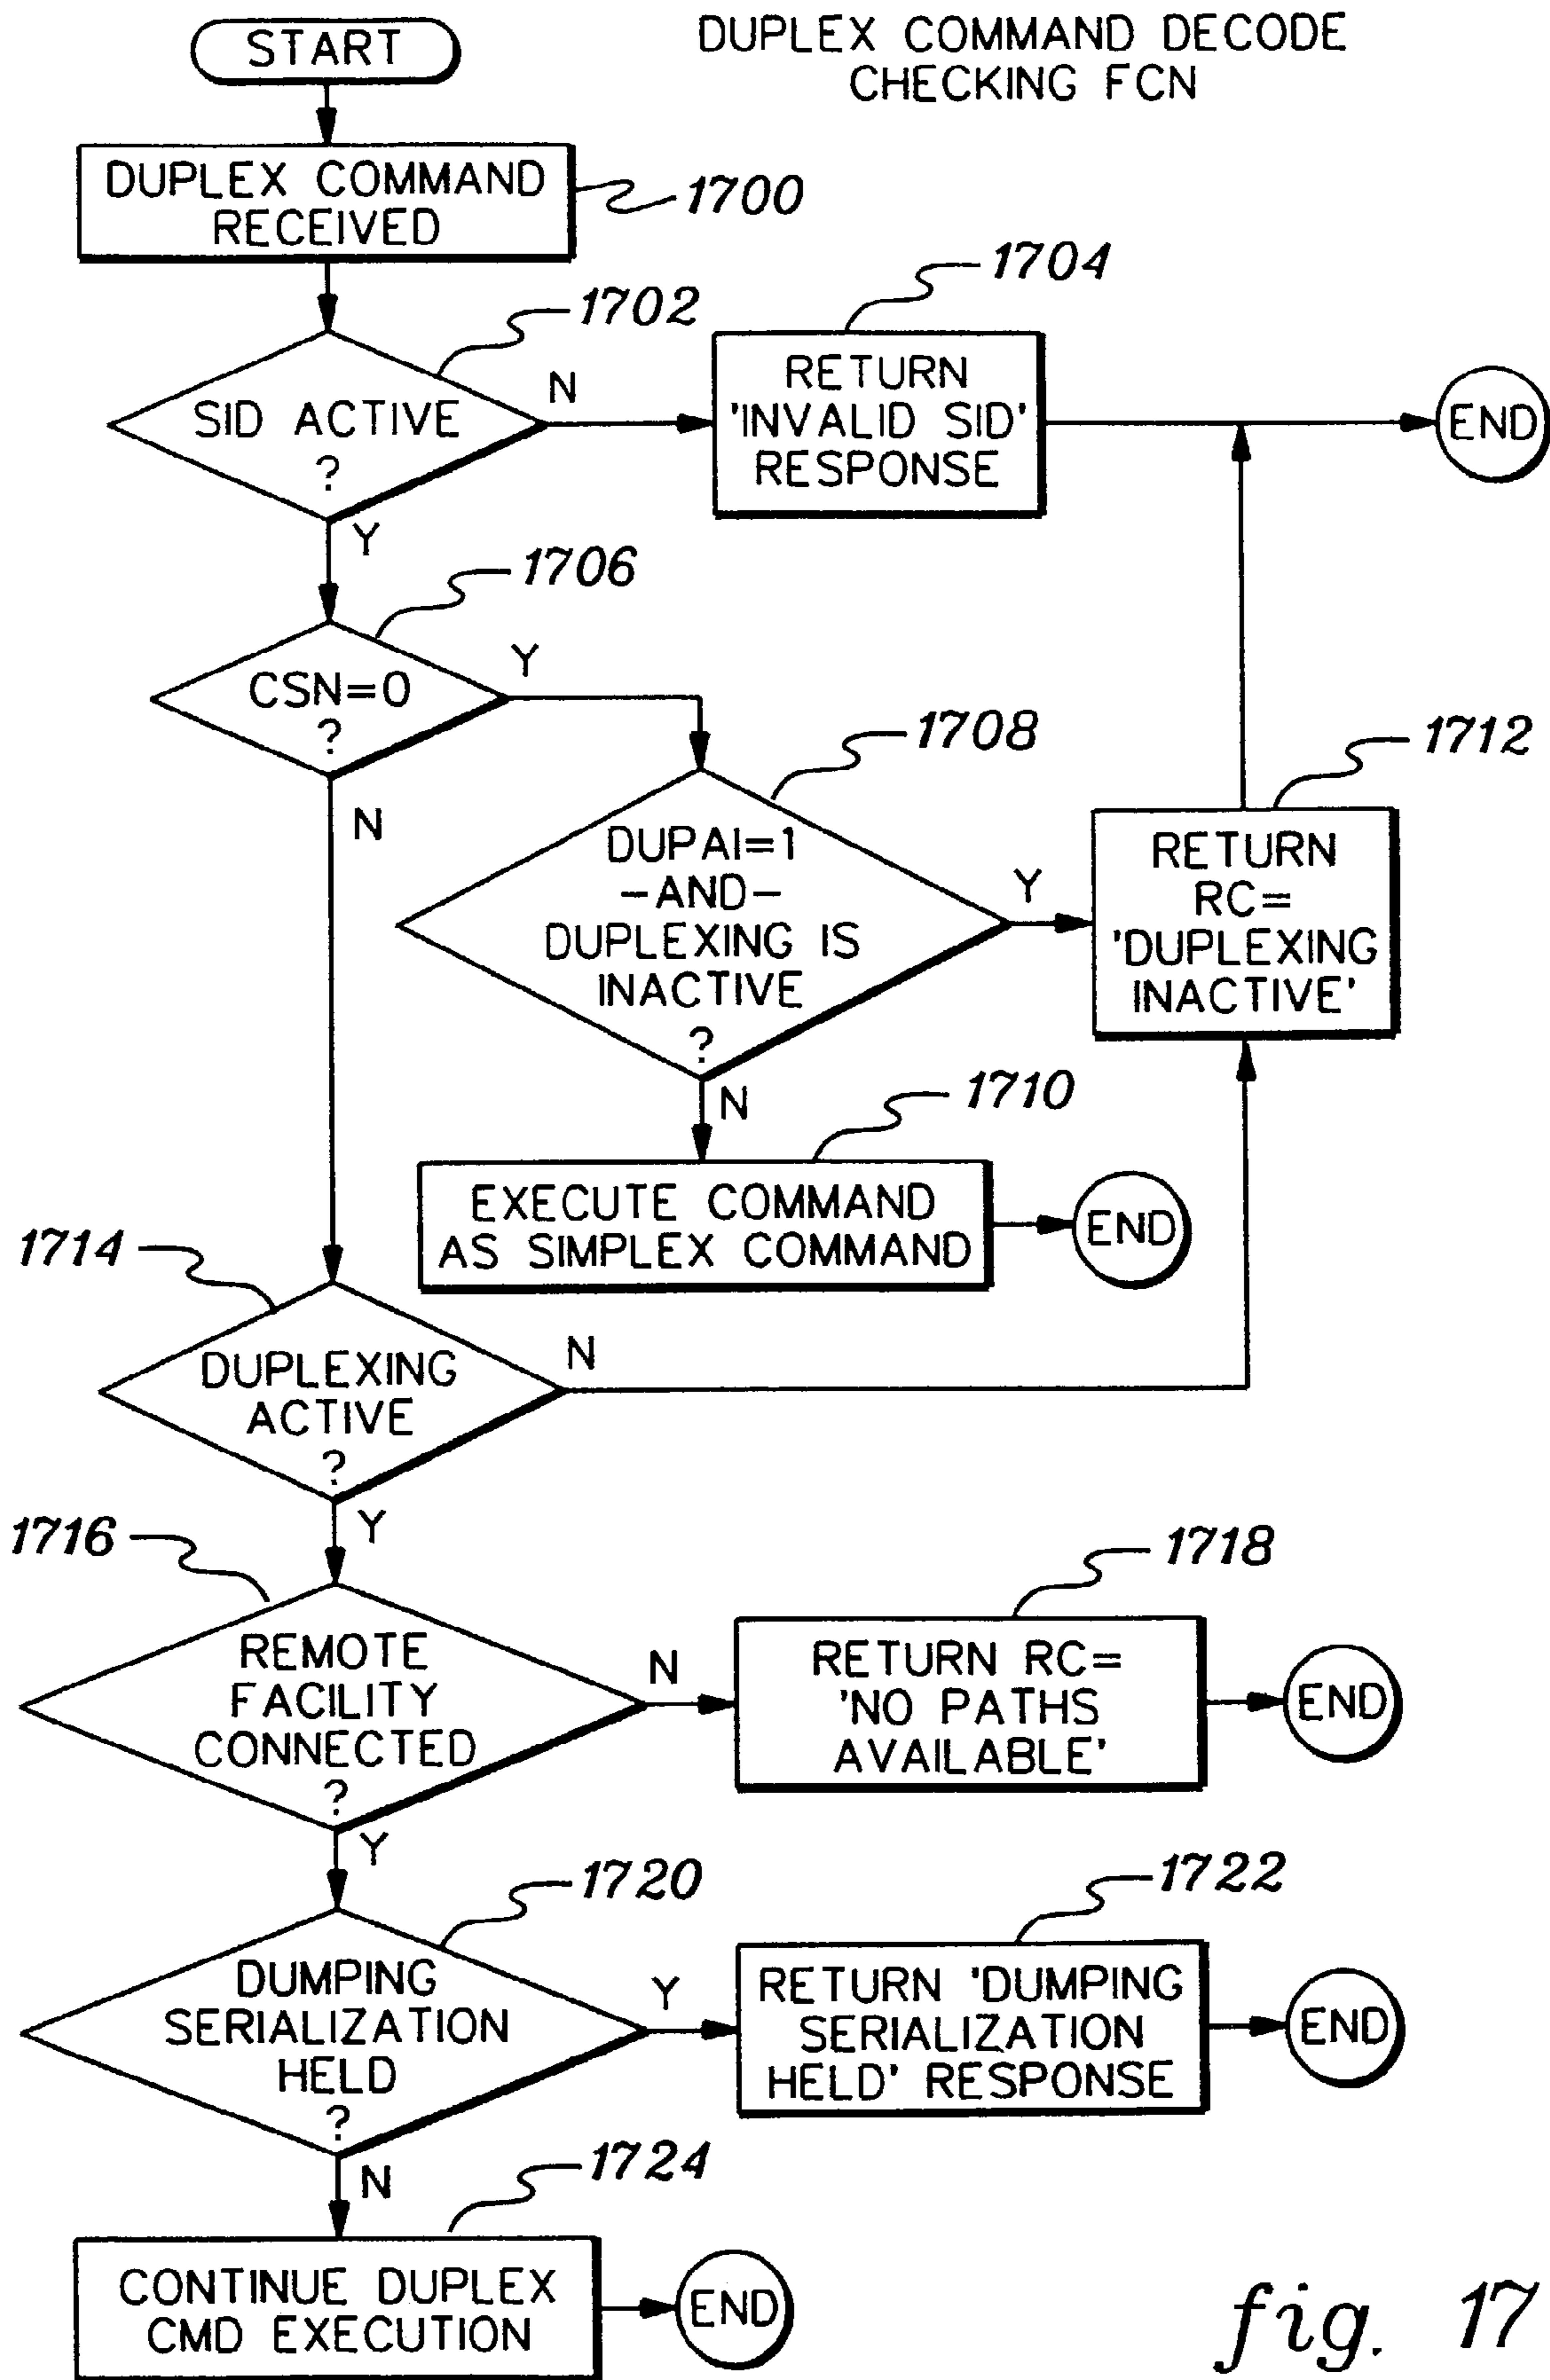 START
DUPLEX COMMAND DECODE
CHECKING FCN
DUPLEX COMMAND
RECEIVED
1700
1702
SID ACTIVE
?
N
Y
1704
RETURN
'INVALID SID'
RESPONSE
END
1706
CSN=0
?
Y
N
1708
DUPAI=1
-AND-
DUPLEXING IS
INACTIVE
?
Y
N
1712
RETURN
RC=
'DUPLEXING
INACTIVE'
1710
EXECUTE COMMAND
AS SIMPLEX COMMAND
END
1714
DUPLEXING
ACTIVE
?
N
Y
1716
REMOTE
FACILITY
CONNECTED
?
N
Y
1718
RETURN RC=
'NO PATHS
AVAILABLE'
END
1720
DUMPING
SERIALIZATION
HELD
?
Y
N
1722
RETURN 'DUMPING
SERIALIZATION
HELD' RESPONSE
END
1724
CONTINUE DUPLEX
CMD EXECUTION
END
fig. 17